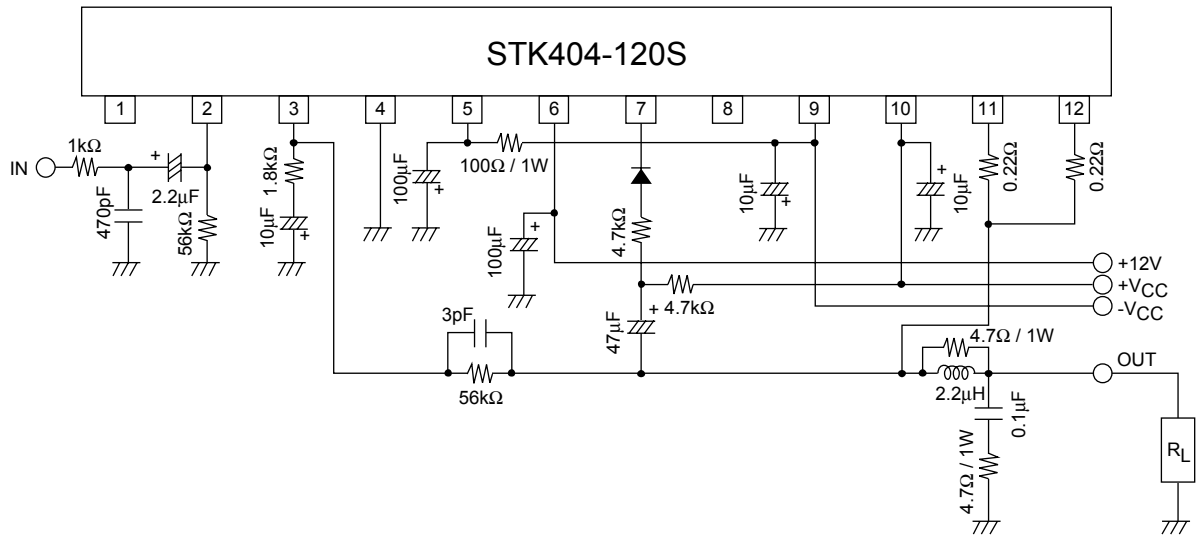 STK404-120S
1 2 3 4 5 6 7 8 9 10 11 12
IN
1kΩ
470pF
+
2.2μF
56kΩ
1.8kΩ
10μF
+
100μF
+
100Ω / 1W
100μF
+
4.7kΩ
10μF
+
+
10μF
0.22Ω
0.22Ω
+12V
+VCC
-VCC
4.7kΩ
+
47μF
3pF
56kΩ
4.7Ω / 1W
2.2μH
OUT
0.1μF
4.7Ω / 1W
RL